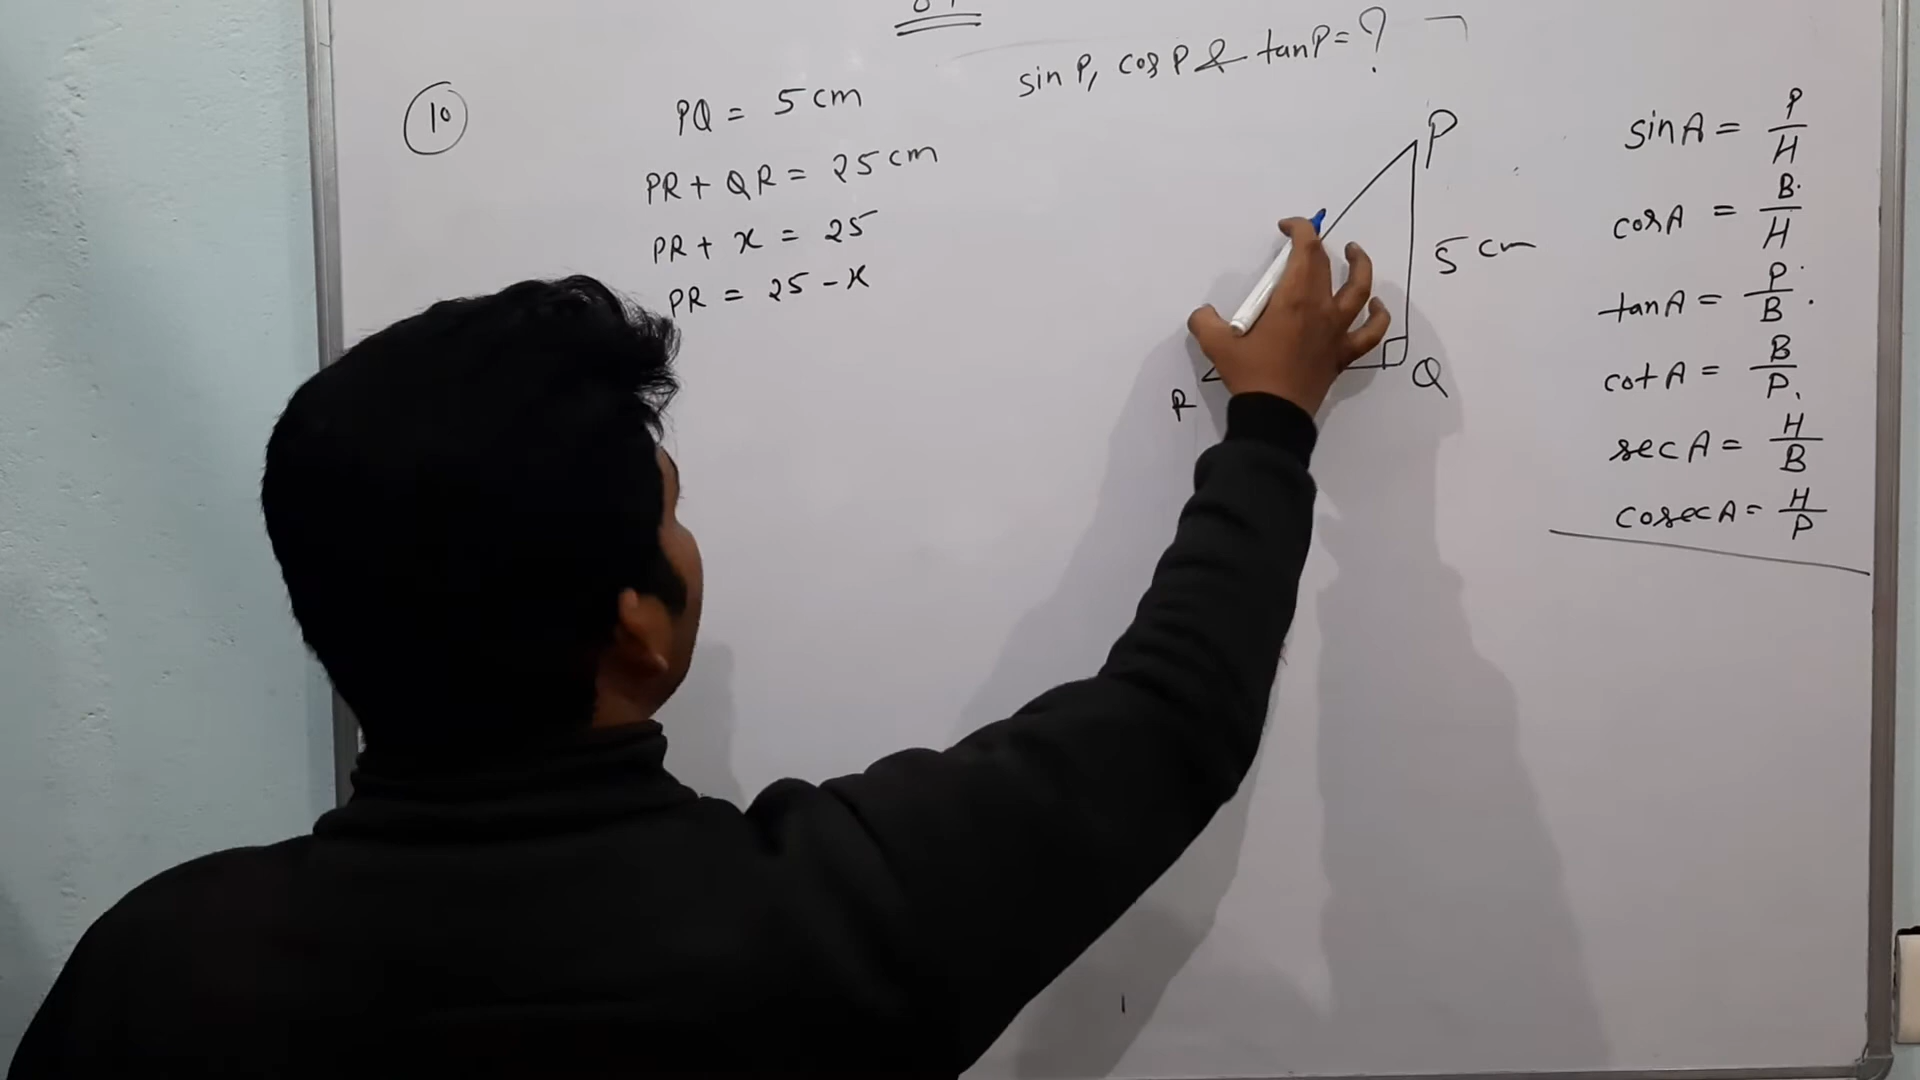 sin P, cos P & tan P = ?
10
PQ = 5 cm
PR + QR = 25 cm
PR + x = 25
PR = 25 - x
P
5 cm
Q
R
sin A = P/H
cos A = B/H
tan A = P/B
cot A = B/P
sec A = H/B
cosec A = H/P